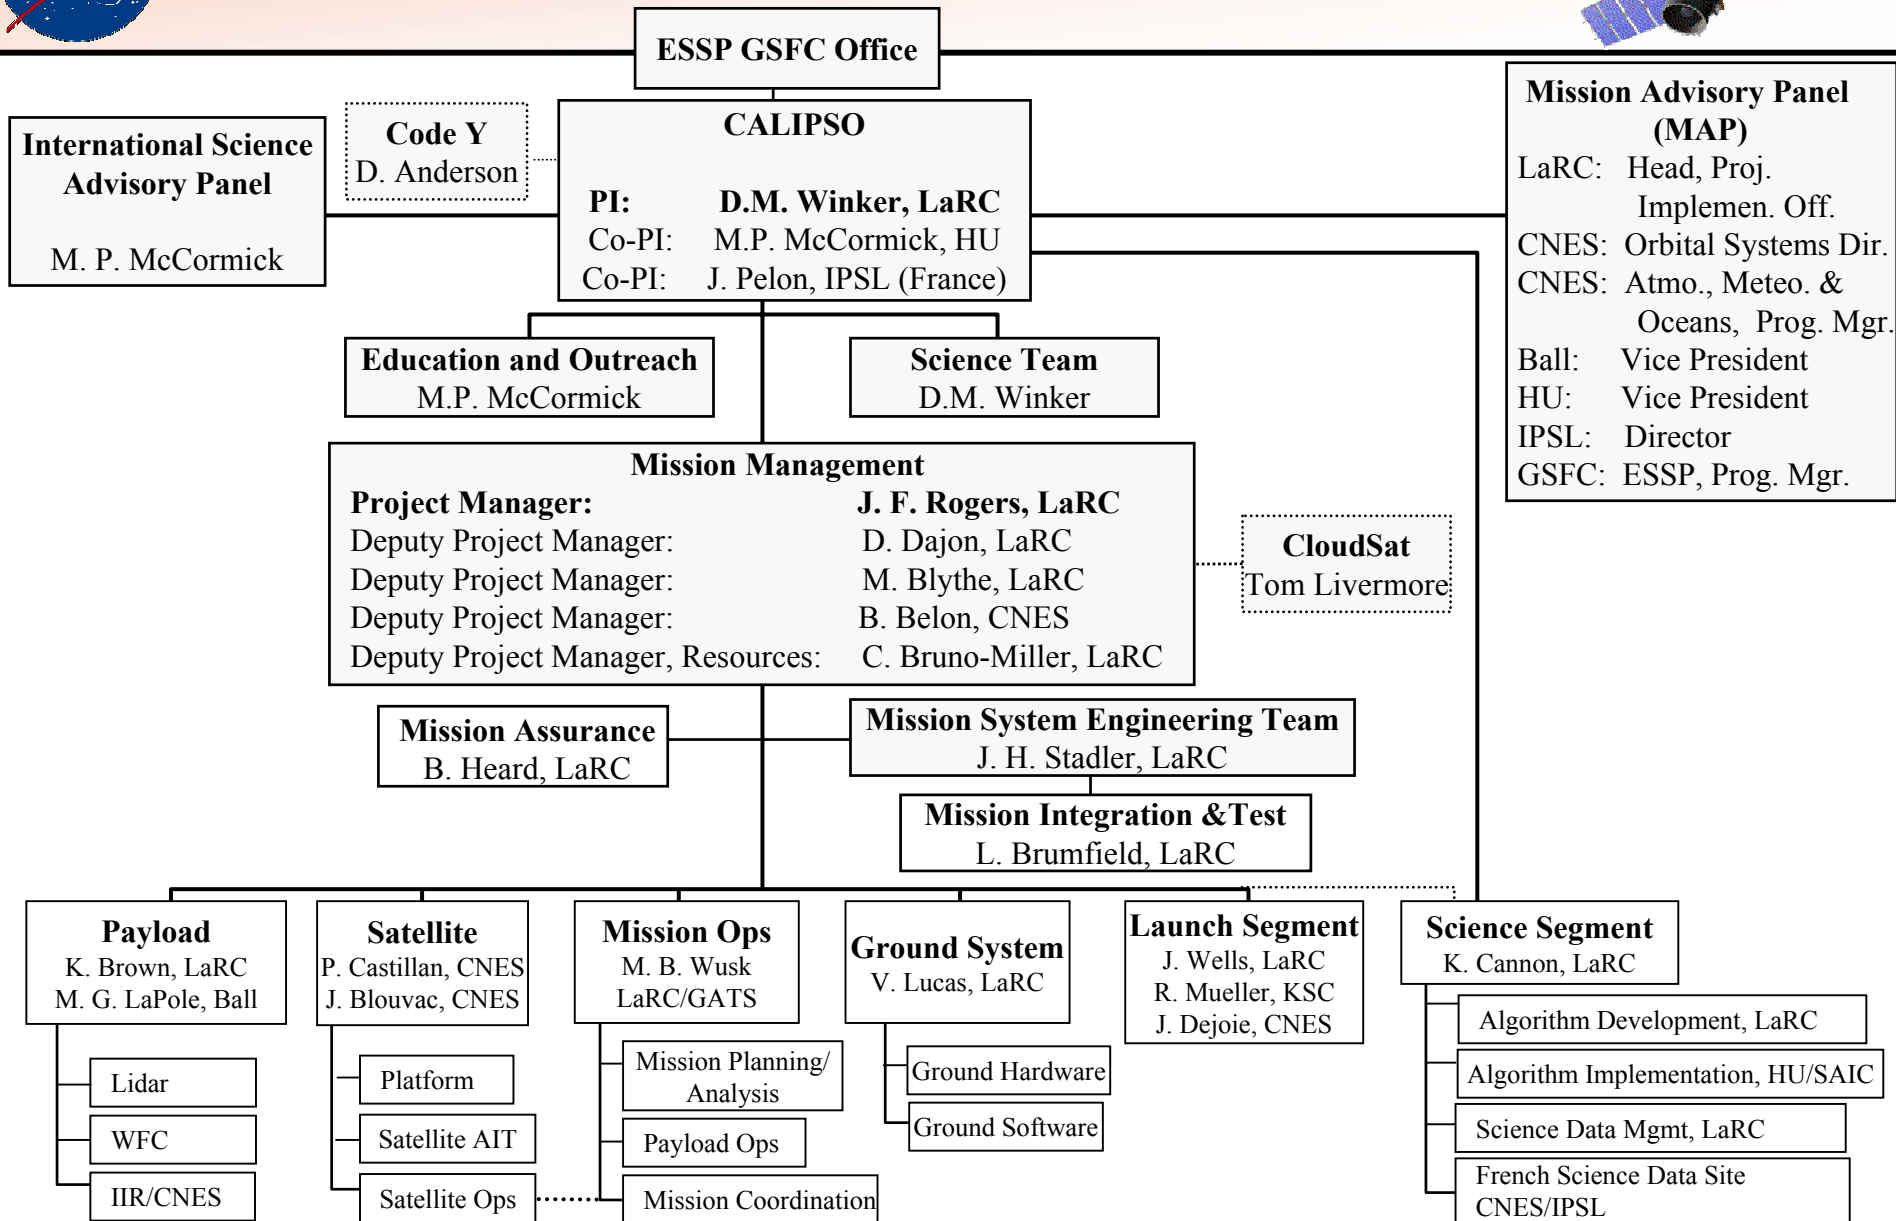 ESSP GSFC Office
International Science
Advisory Panel
M. P. McCormick
Code Y
D. Anderson
CALIPSO
PI: D.M. Winker, LaRC
Co-PI: M.P. McCormick, HU
Co-PI: J. Pelon, IPSL (France)
Mission Advisory Panel
(MAP)
LaRC: Head, Proj.
Implemen. Off.
CNES: Orbital Systems Dir.
CNES: Atmo., Meteo. &
Oceans, Prog. Mgr.
Ball: Vice President
HU: Vice President
IPSL: Director
GSFC: ESSP, Prog. Mgr.
Education and Outreach
M.P. McCormick
Science Team
D.M. Winker
Mission Management
Project Manager: J. F. Rogers, LaRC
Deputy Project Manager: D. Dajon, LaRC
Deputy Project Manager: M. Blythe, LaRC
Deputy Project Manager: B. Belon, CNES
Deputy Project Manager, Resources: C. Bruno-Miller, LaRC
CloudSat
Tom Livermore
Mission Assurance
B. Heard, LaRC
Mission System Engineering Team
J. H. Stadler, LaRC
Mission Integration &Test
L. Brumfield, LaRC
Payload
K. Brown, LaRC
M. G. LaPole, Ball
Lidar
WFC
IIR/CNES
Satellite
P. Castillan, CNES
J. Blouvac, CNES
Platform
Satellite AIT
Satellite Ops
Mission Ops
M. B. Wusk
LaRC/GATS
Mission Planning/
Analysis
Payload Ops
Mission Coordination
Ground System
V. Lucas, LaRC
Ground Hardware
Ground Software
Launch Segment
J. Wells, LaRC
R. Mueller, KSC
J. Dejoie, CNES
Science Segment
K. Cannon, LaRC
Algorithm Development, LaRC
Algorithm Implementation, HU/SAIC
Science Data Mgmt, LaRC
French Science Data Site
CNES/IPSL